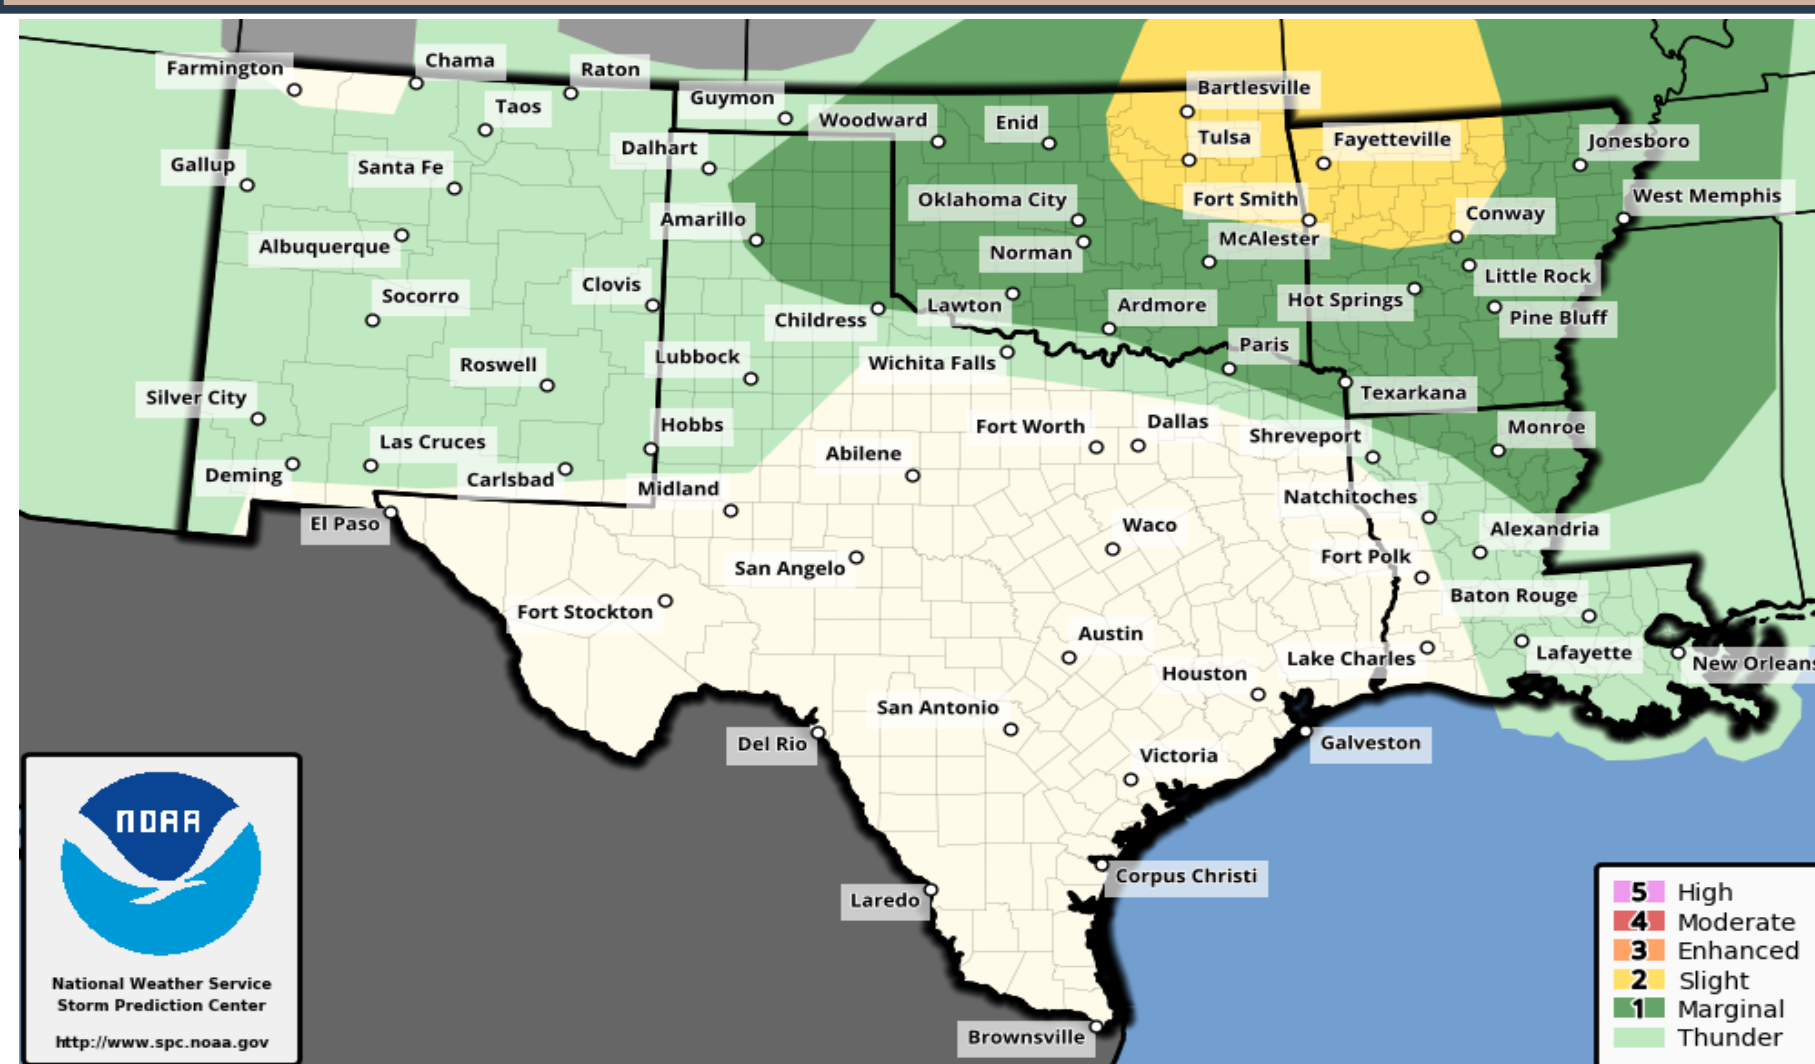 Farmington
Chama
Raton
Taos
Guymon
Woodward
Enid
Bartlesville
Tulsa
Fayetteville
Jonesboro
Gallup
Santa Fe
Dalhart
Oklahoma City
Fort Smith
Conway
West Memphis
Albuquerque
Amarillo
Norman
McAlester
Little Rock
Socorro
Clovis
Childress
Lawton
Ardmore
Hot Springs
Pine Bluff
Roswell
Lubbock
Wichita Falls
Paris
Texarkana
Silver City
Las Cruces
Hobbs
Fort Worth
Dallas
Shreveport
Monroe
Deming
Carlsbad
Midland
Abilene
Natchitoches
El Paso
San Angelo
Waco
Fort Polk
Alexandria
Fort Stockton
Austin
Baton Rouge
Houston
Lake Charles
Lafayette
New Orleans
Del Rio
San Antonio
Victoria
Galveston
Laredo
Corpus Christi
Brownsville
NOAA
National Weather Service
Storm Prediction Center
http://www.spc.noaa.gov
5 High
4 Moderate
3 Enhanced
2 Slight
1 Marginal
Thunder